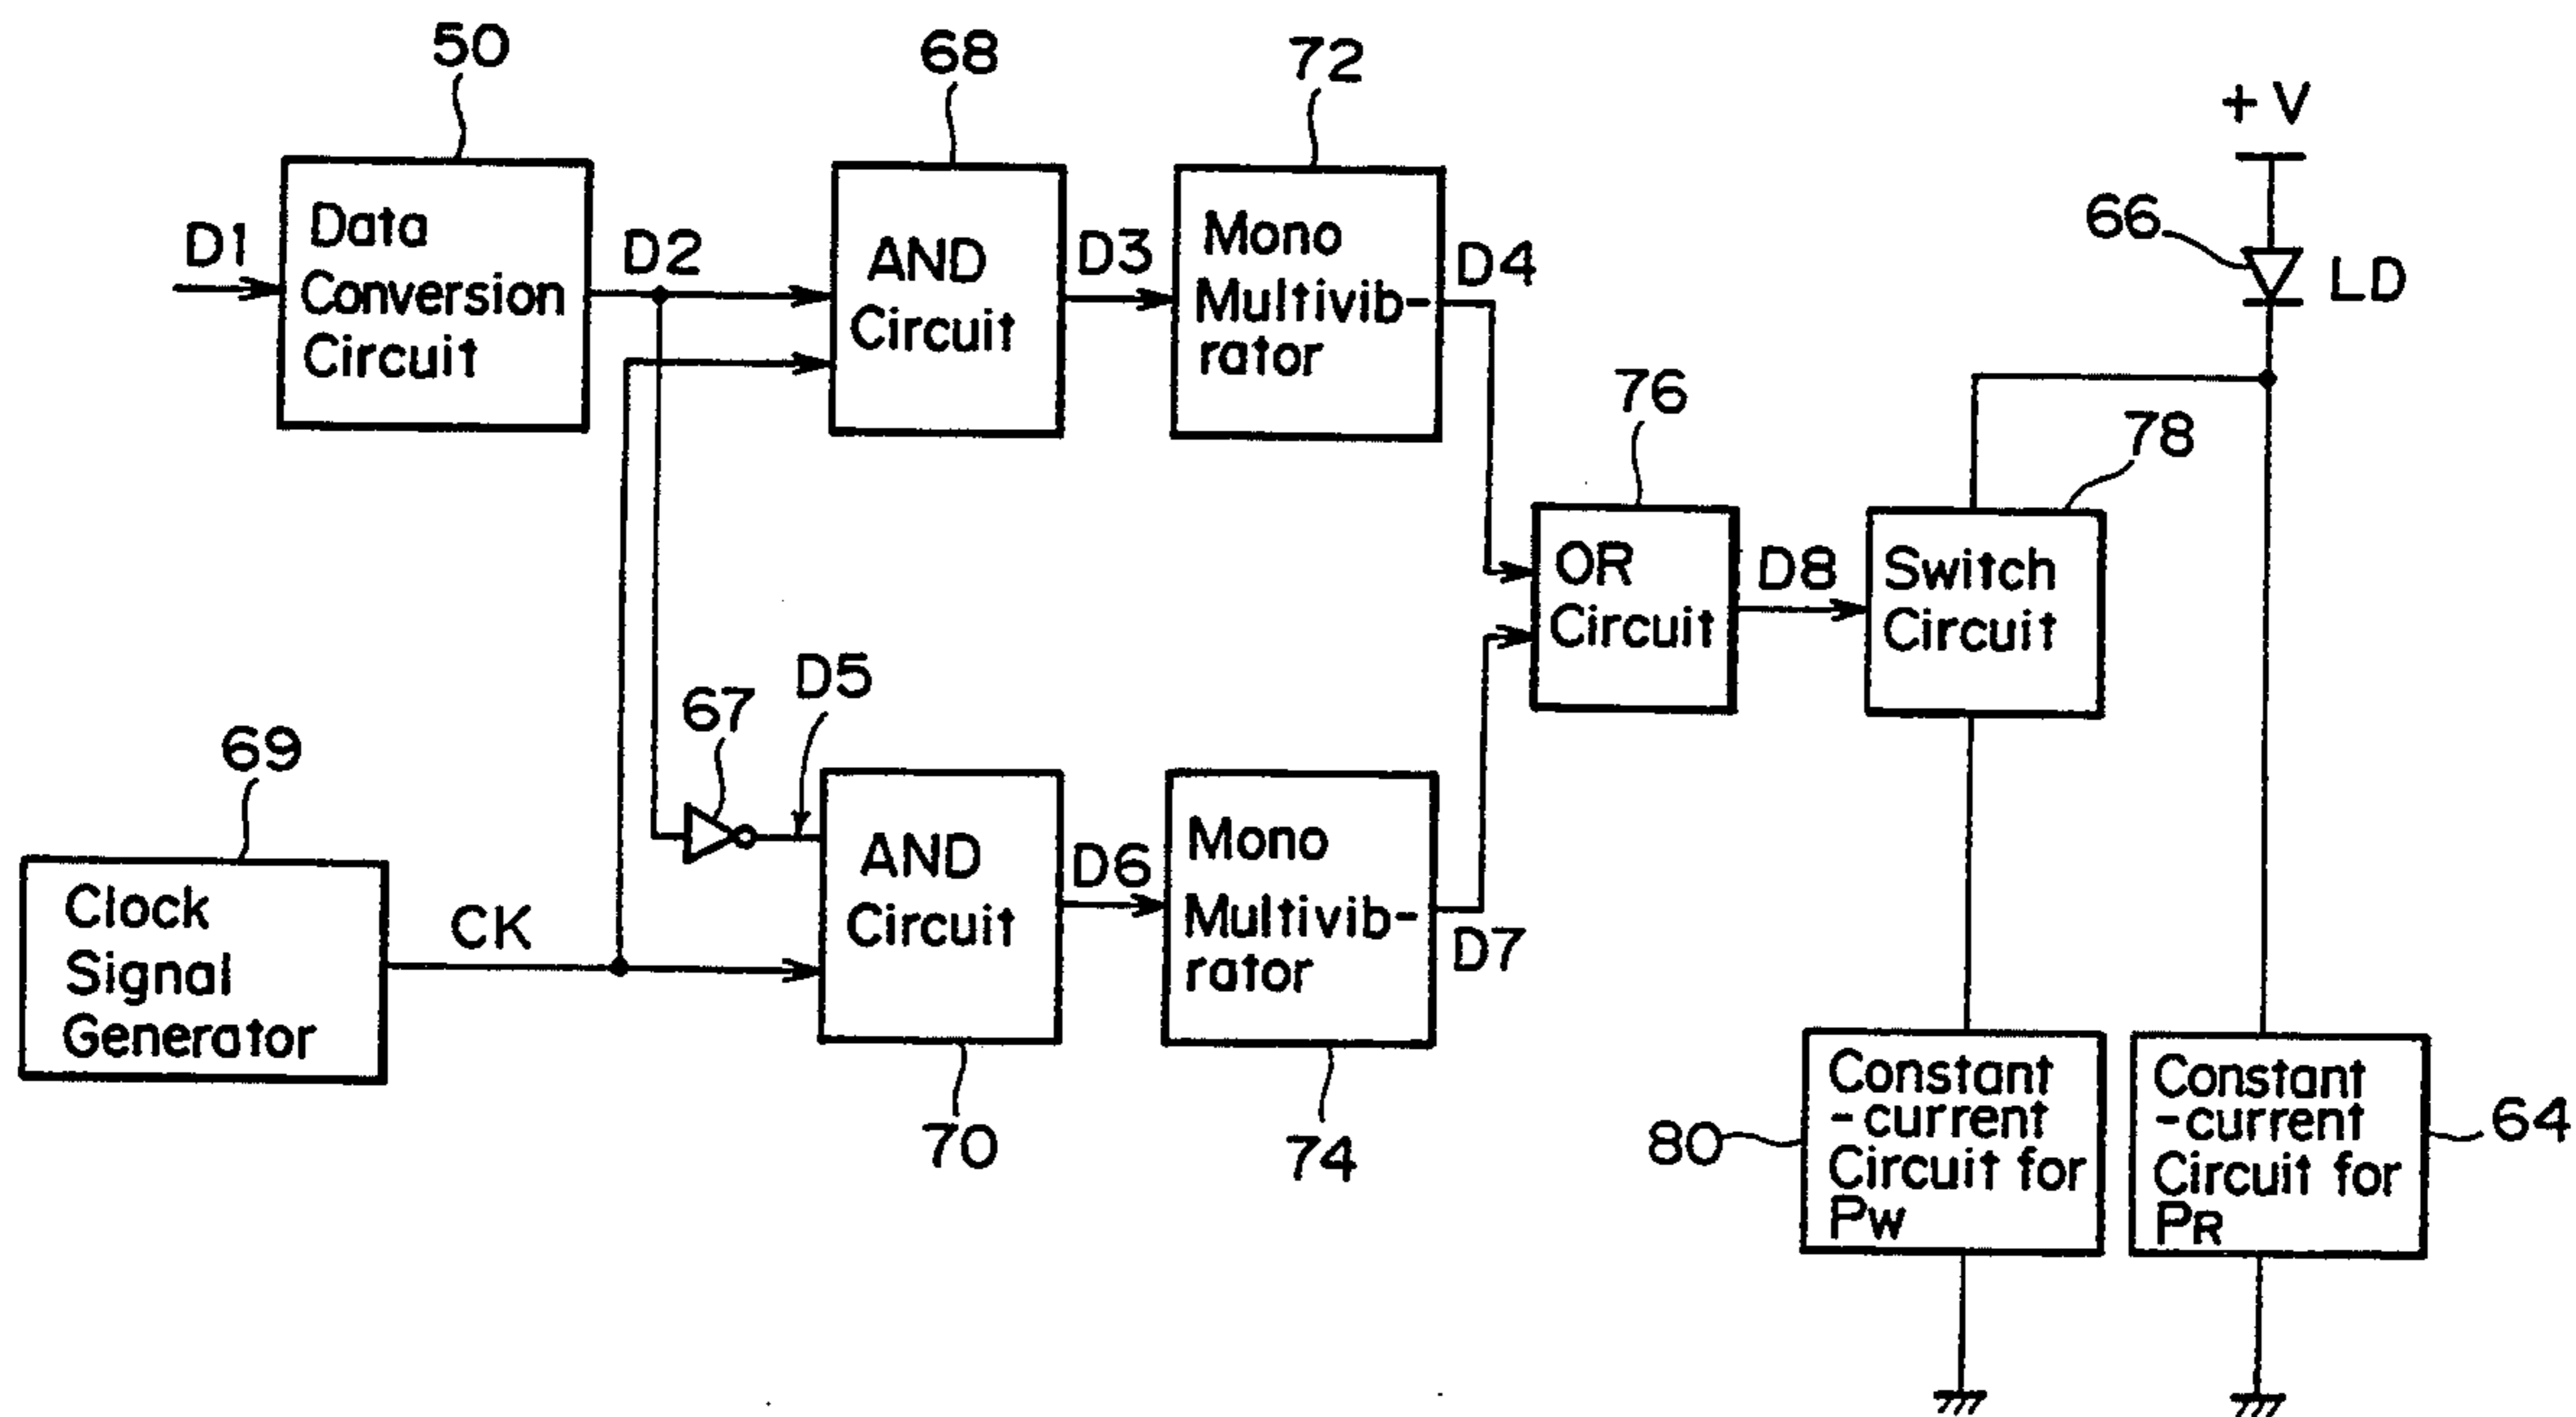 50
68
72
+V
D1
Data
Conversion
Circuit
D2
AND
Circuit
D3
Mono
Multivib-
rator
D4
66
LD
76
78
OR
Circuit
D8
Switch
Circuit
69
67
D5
Clock
Signal
Generator
CK
AND
Circuit
D6
Mono
Multivib-
rator
D7
70
74
80
Constant
-current
Circuit for
PW
Constant
-current
Circuit for
PR
64